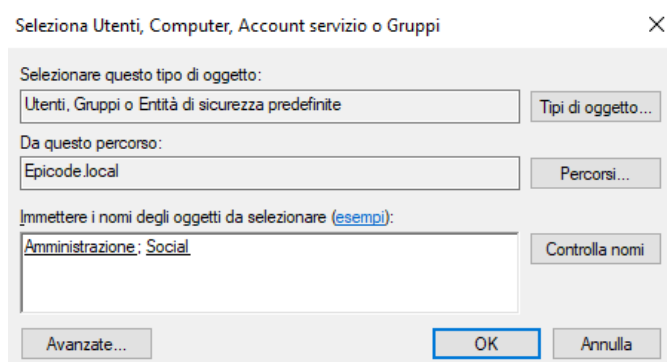 Seleziona Utenti, Computer, Account servizio o Gruppi
Selezionare questo tipo di oggetto:
Utenti, Gruppi o Entità di sicurezza predefinite
Tipi di oggetto...
Da questo percorso:
Epicode.local
Percorsi...
Immettere i nomi degli oggetti da selezionare (esempi):
Amministrazione; Social
Controlla nomi
Avanzate...
OK
Annulla